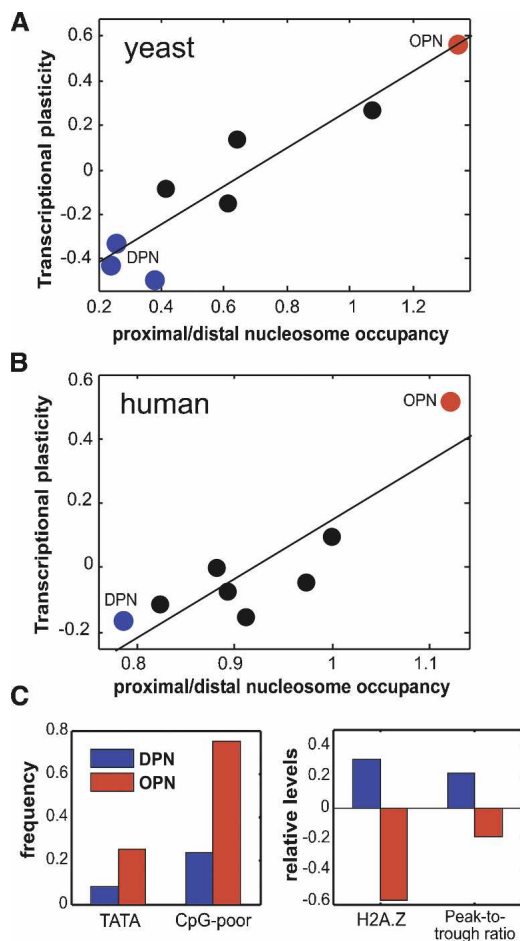 A
yeast
OPN
DPN
Transcriptional plasticity
0.6
0.4
0.2
0
-0.2
-0.4
0.2
0.4
0.6
0.8
1
1.2
proximal/distal nucleosome occupancy
B
human
OPN
DPN
Transcriptional plasticity
0.6
0.4
0.2
0
-0.2
0.8
0.9
1
1.1
proximal/distal nucleosome occupancy
C
frequency
0.8
0.4
0.2
0
DPN
OPN
TATA
CpG-poor
relative levels
0.4
0.2
0
-0.2
-0.4
-0.6
H2A.Z
Peak-to-
trough ratio